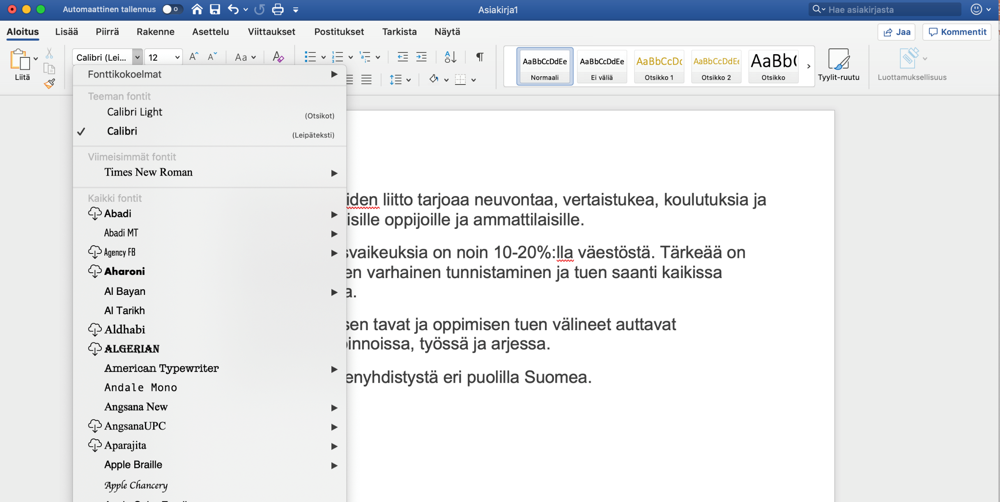 Automaattinen tallennus
Asiakirja1
Hae asiakirjasta
Aloitus Lisää Piirrä Rakenne Asettelu Viittaukset Postitukset Tarkista Näytä Jaa Kommentit
Liitä
Calibri (Lei... 12 Aa
AaBbCcDdEe Normaali
AaBbCcDdEe Ei väliä
AaBbCcDc Otsikko 1
AaBbCcDdEe Otsikko 2
AaBb( Otsikko
Tyylit-ruutu
Luottamuksellisuus
Fonttikokoelmat
Teeman fontit
Calibri Light (Otsikot)
Calibri (Leipäteksti)
Viimeisimmät fontit
Times New Roman
Kaikki fontit
Abadi
Abadi MT
Agency FB
Aharoni
Al Bayan
Al Tarikh
Aldhabi
ALGERIAN
American Typewriter
Andale Mono
Angsana New
AngsanaUPC
Aparajita
Apple Braille
Apple Chancery
iden liitto tarjoaa neuvontaa, vertaistukea, koulutuksia ja
isille oppijoille ja ammattilaisille.
svaikeuksia on noin 10-20%:lla väestöstä. Tärkeää on
en varhainen tunnistaminen ja tuen saanti kaikissa
a.
sen tavat ja oppimisen tuen välineet auttavat
innoissa, työssä ja arjessa.
enyhdistystä eri puolilla Suomea.